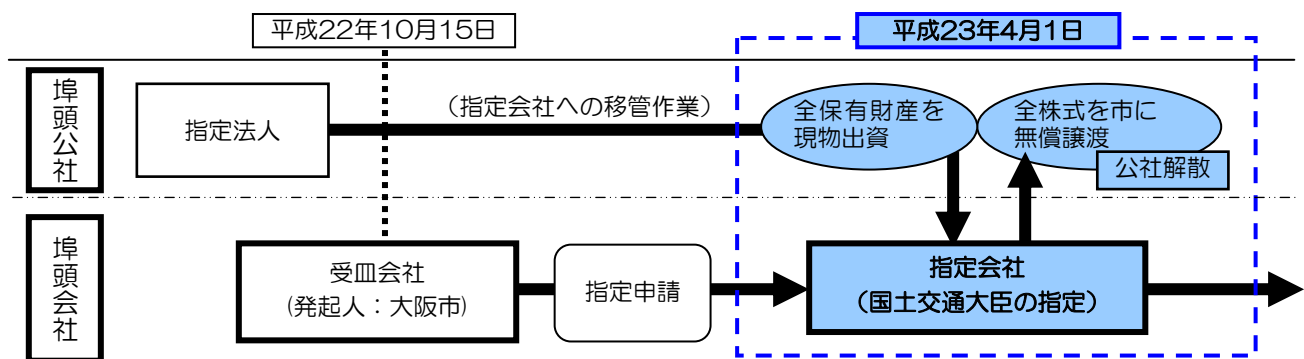 平成22年10月15日
平成23年4月1日
埠頭公社
指定法人
（指定会社への移管作業）
全保有財産を
現物出資
全株式を市に
無償譲渡
公社解散
埠頭会社
受皿会社
(発起人：大阪市)
指定申請
指定会社
（国土交通大臣の指定）